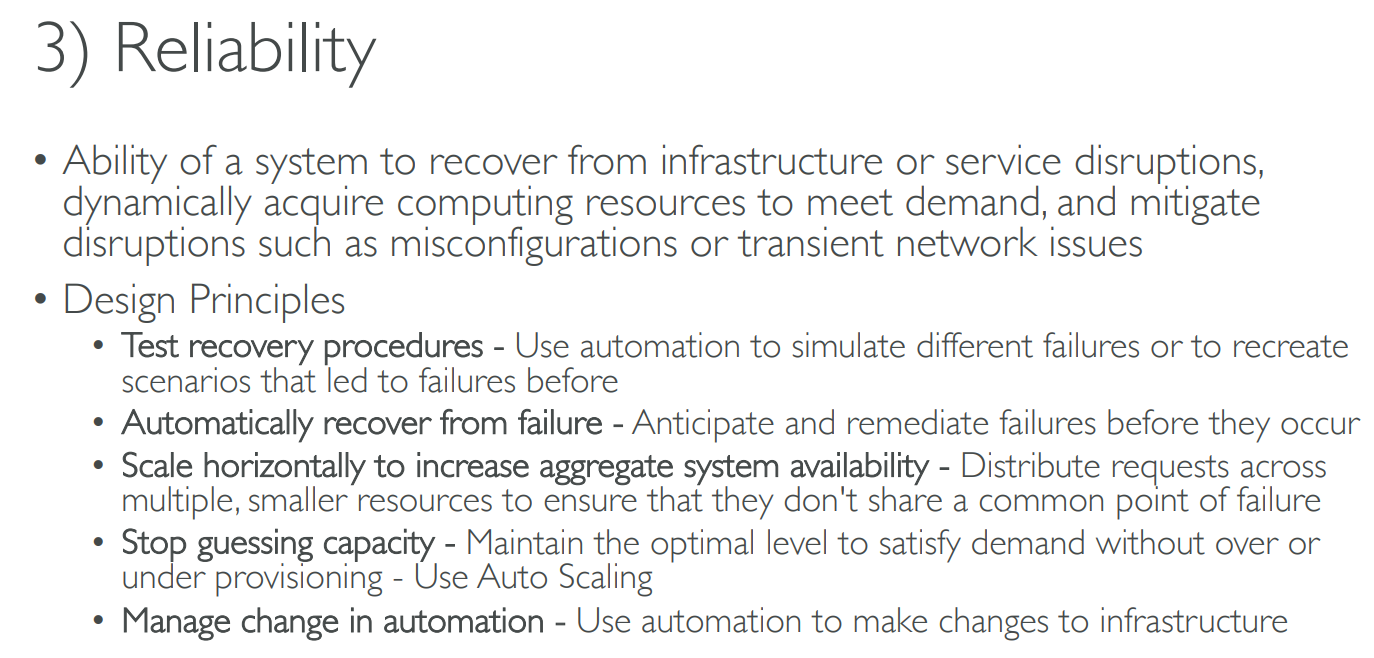 3) Reliability
• Ability of a system to recover from infrastructure or service disruptions,
dynamically acquire computing resources to meet demand, and mitigate
disruptions such as misconfigurations or transient network issues
• Design Principles
• Test recovery procedures - Use automation to simulate different failures or to recreate
scenarios that led to failures before
• Automatically recover from failure - Anticipate and remediate failures before they occur
• Scale horizontally to increase aggregate system availability - Distribute requests across
multiple, smaller resources to ensure that they don't share a common point of failure
• Stop guessing capacity - Maintain the optimal level to satisfy demand without over or
under provisioning - Use Auto Scaling
• Manage change in automation - Use automation to make changes to infrastructure